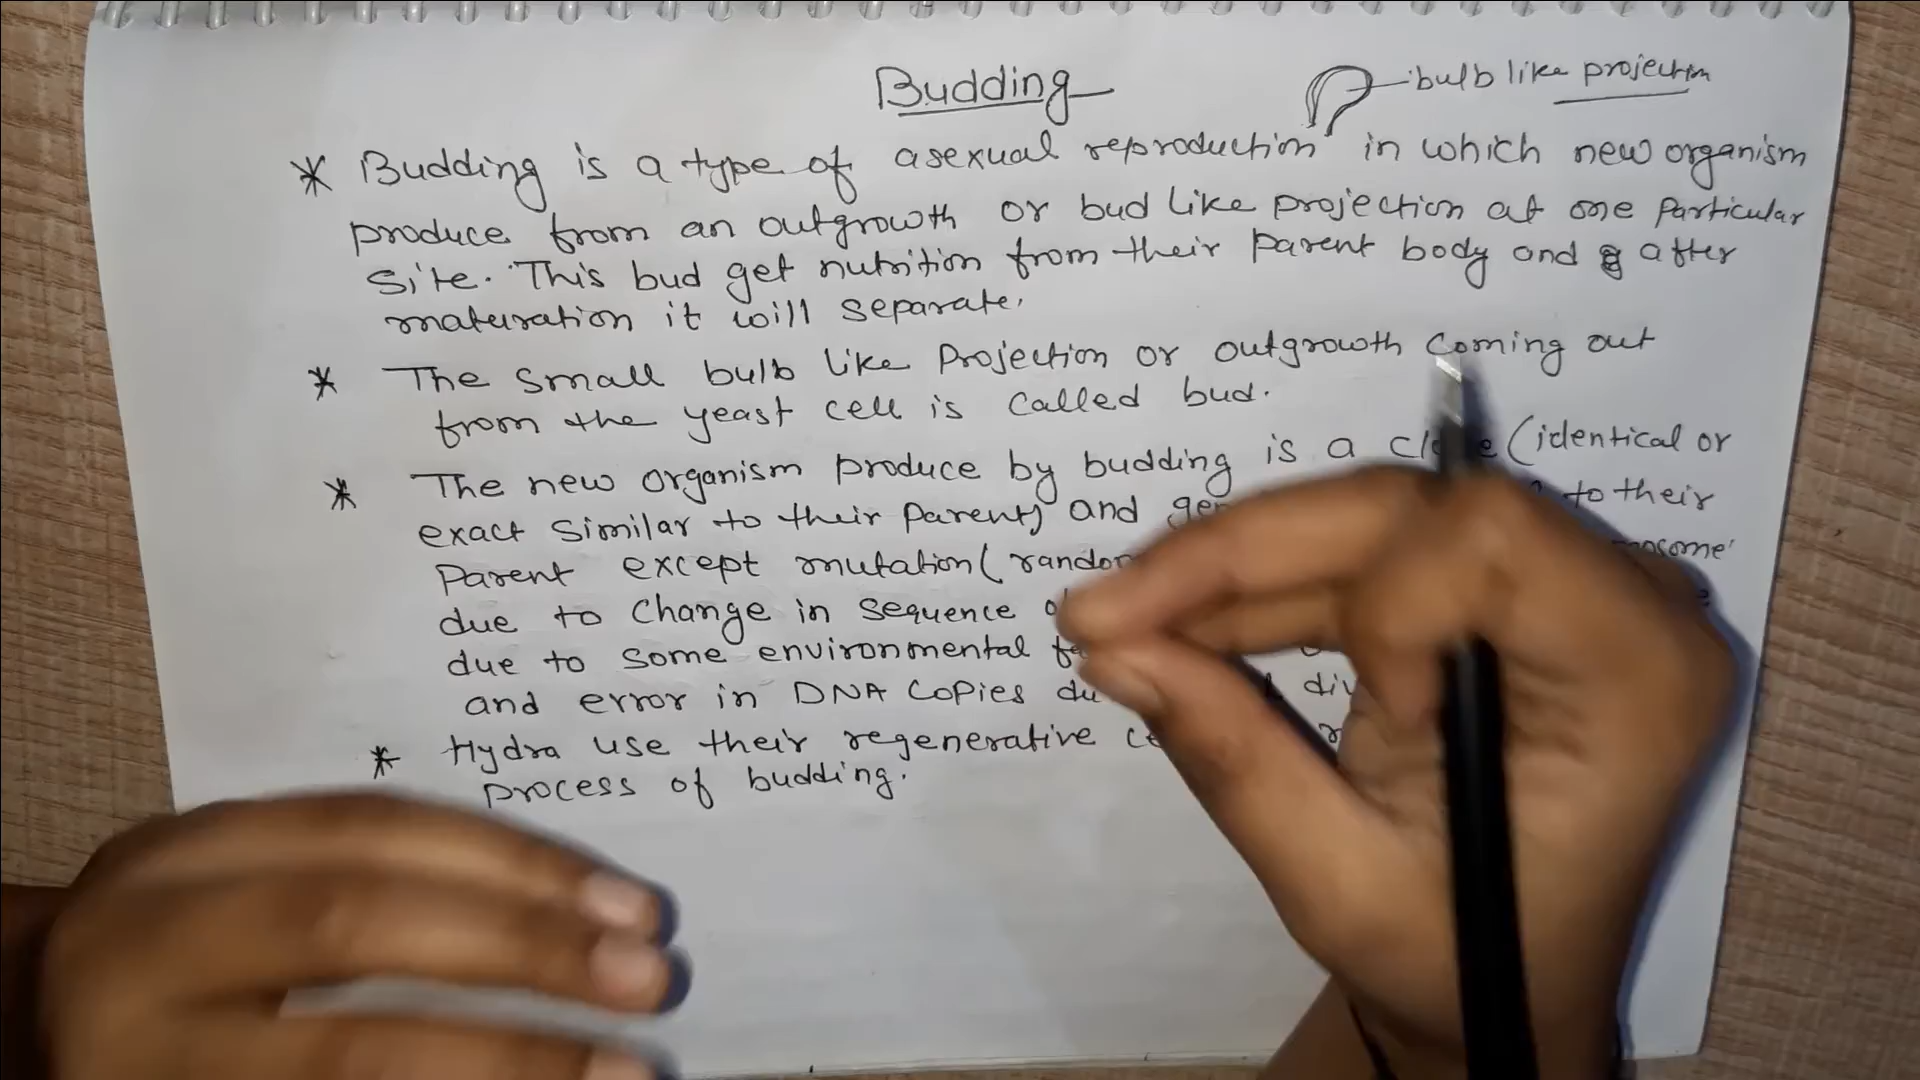 Budding
bulb like projection
* Budding is a type of asexual reproduction in which new organism
produce from an outgrowth or bud like projection at one particular
site. This bud get nutrition from their parent body and after
maturation it will separate.
* The small bulb like projection or outgrowth coming out
from the yeast cell is called bud.
* The new organism produce by budding is a (identical or
exact similar to their parent) and to their
parent except mutation (
due to change in sequence
due to some environmental
and error in DNA copies
* Hydra use their regenerative
process of budding.